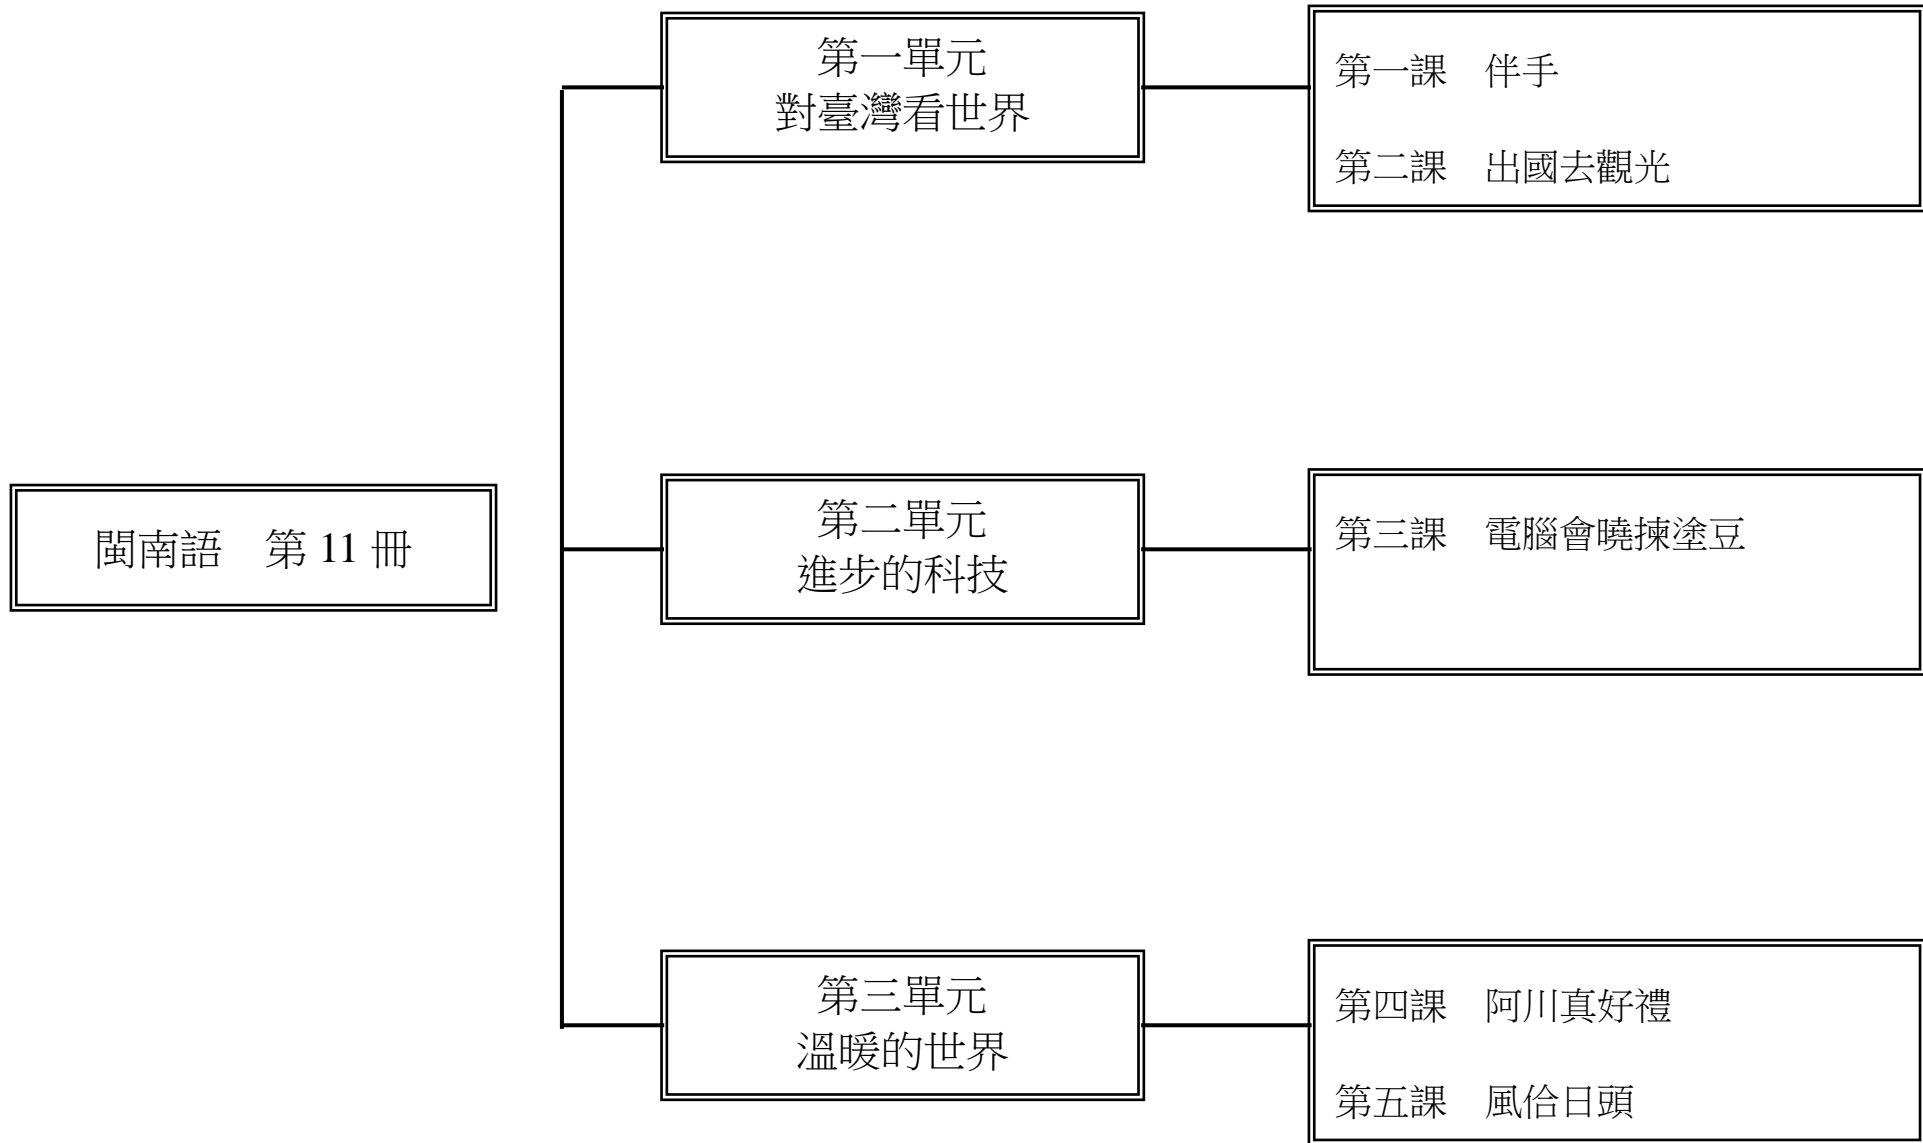 閩南語　第 11 冊
第一單元
對臺灣看世界
第一課　伴手
第二課　出國去觀光
第二單元
進步的科技
第三課　電腦會曉揀塗豆
第三單元
溫暖的世界
第四課　阿川真好禮
第五課　風佮日頭